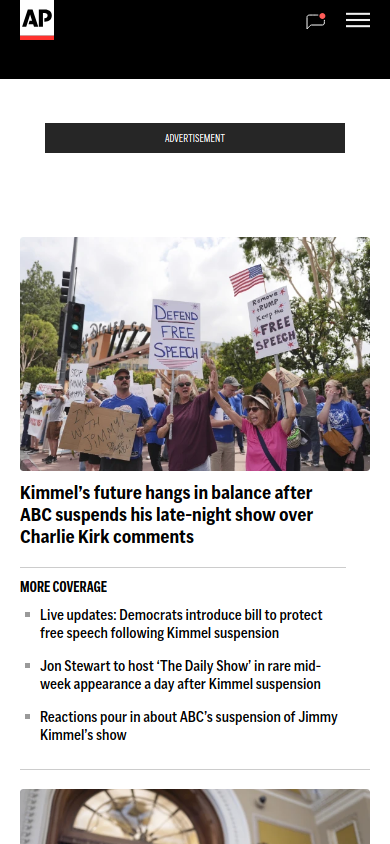 AP
ADVERTISEMENT
DEFEND
FREE
SPEECH
Remove
TRUMP
Keep the
FREE
SPEECH
WITH JIMMY
Kimmel’s future hangs in balance after
ABC suspends his late-night show over
Charlie Kirk comments
MORE COVERAGE
Live updates: Democrats introduce bill to protect
free speech following Kimmel suspension
Jon Stewart to host ‘The Daily Show’ in rare mid-
week appearance a day after Kimmel suspension
Reactions pour in about ABC’s suspension of Jimmy
Kimmel’s show